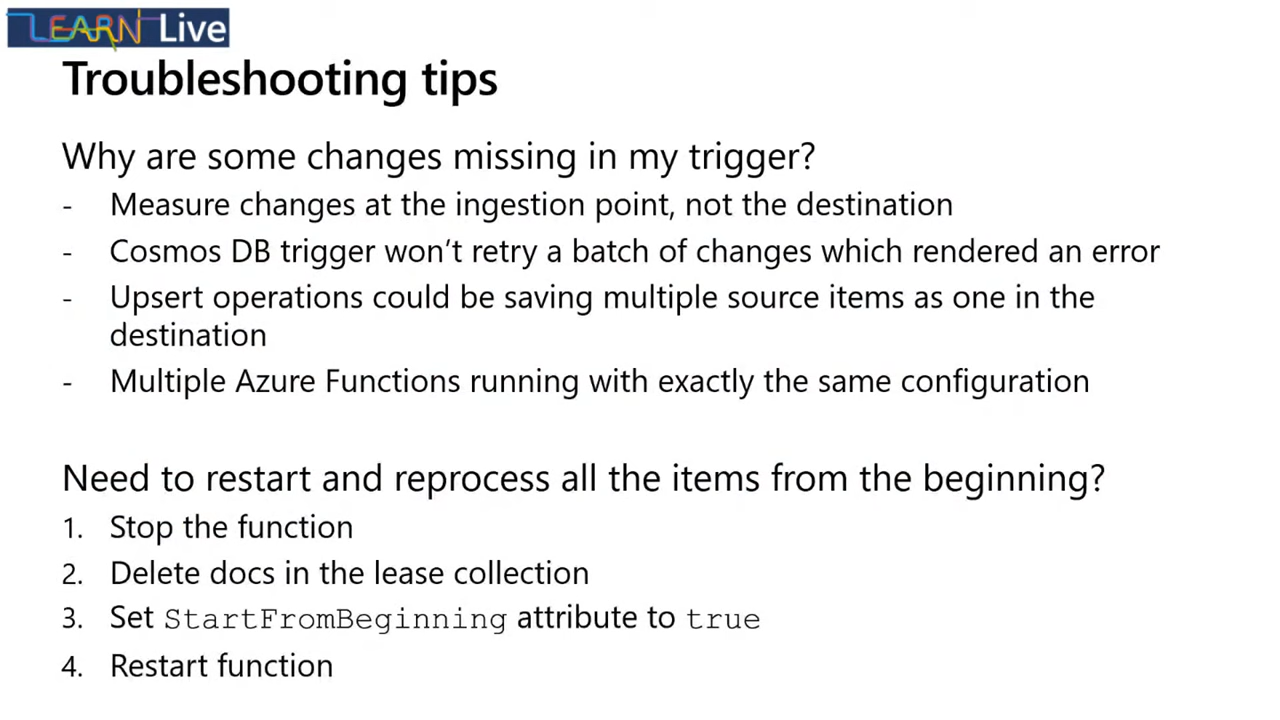 LEARN Live
Troubleshooting tips
Why are some changes missing in my trigger?
- Measure changes at the ingestion point, not the destination
- Cosmos DB trigger won’t retry a batch of changes which rendered an error
- Upsert operations could be saving multiple source items as one in the
destination
- Multiple Azure Functions running with exactly the same configuration
Need to restart and reprocess all the items from the beginning?
1. Stop the function
2. Delete docs in the lease collection
3. Set StartFromBeginning attribute to true
4. Restart function